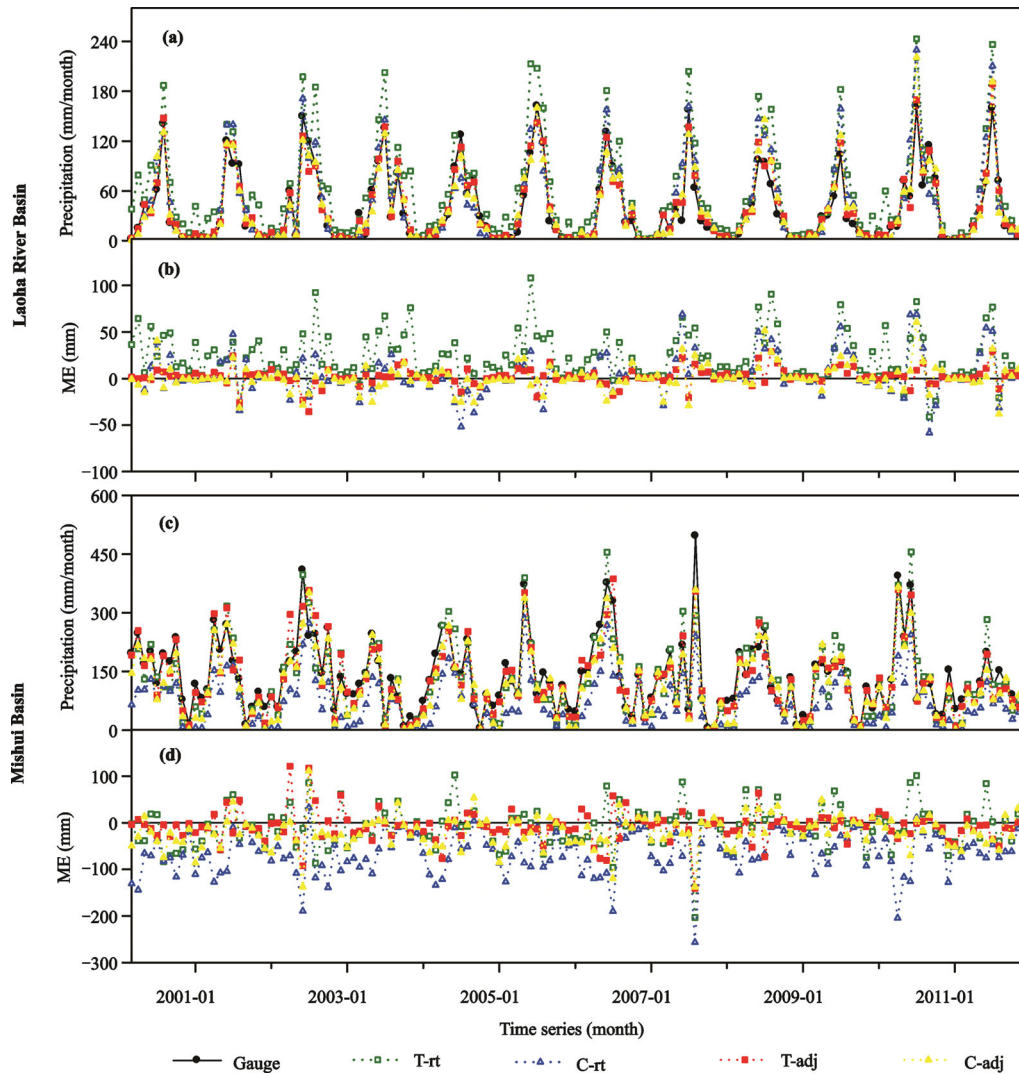 (a)
240
180
120
60
0
Precipitation (mm/month)
Laoha River Basin
(b)
100
50
0
−50
−100
ME (mm)
(c)
600
450
300
150
0
Precipitation (mm/month)
Mishui Basin
(d)
100
0
−100
−200
−300
ME (mm)
2001-01 2003-01 2005-01 2007-01 2009-01 2011-01
Time series (month)
Gauge T-rt C-rt T-adj C-adj